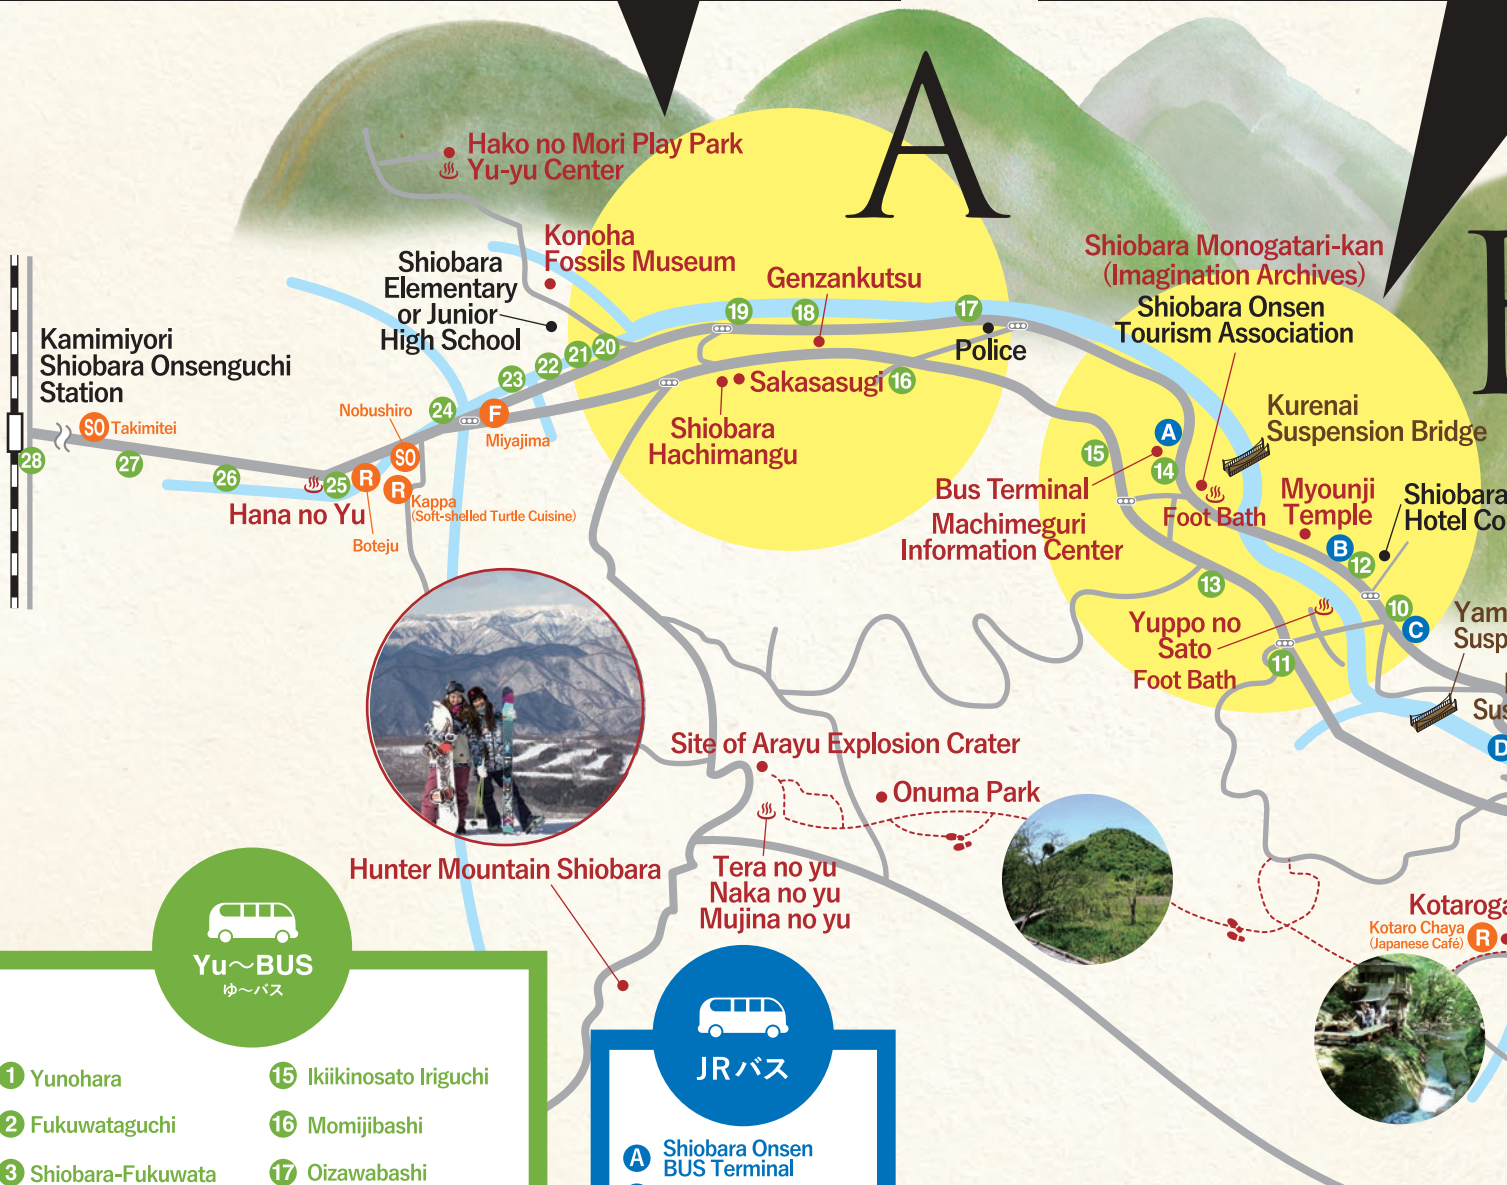 A
Hako no Mori Play Park
Yu-yu Center
Konoha
Fossils Museum
Shiobara
Elementary
or Junior
High School
Genzankutsu
Shiobara Monogatari-kan
(Imagination Archives)
Shiobara Onsen
Tourism Association
19
18
17
Police
Kamimiyori
Shiobara Onsenguchi
Station
20
21
22
23
24
Sakasasugi
16
Shiobara
Hachimangu
Kurenai
Suspension Bridge
Nobushiro
F
Miyajima
SO
Takimitei
SO
28
27
26
25
R
R
Hana no Yu
Kappa
(Soft-shelled Turtle Cuisine)
Boteju
15
A
14
Bus Terminal
Machimeguri
Information Center
Foot Bath
Myounji
Temple
Shiobara
Hotel Co
B
12
13
10
C
Yuppo no
Sato
Foot Bath
11
Yam
Susp
Sus
D
Site of Arayu Explosion Crater
Onuma Park
Hunter Mountain Shiobara
Tera no yu
Naka no yu
Mujina no yu
Kotaroga
Kotaro Chaya
(Japanese Café)
R
Yu～BUS
ゆ～バス
1 Yunohara
2 Fukuwataguchi
3 Shiobara-Fukuwata
15 Ikiikinosato Iriguchi
16 Momijibashi
17 Oizawabashi
JRバス
A Shiobara Onsen
BUS Terminal